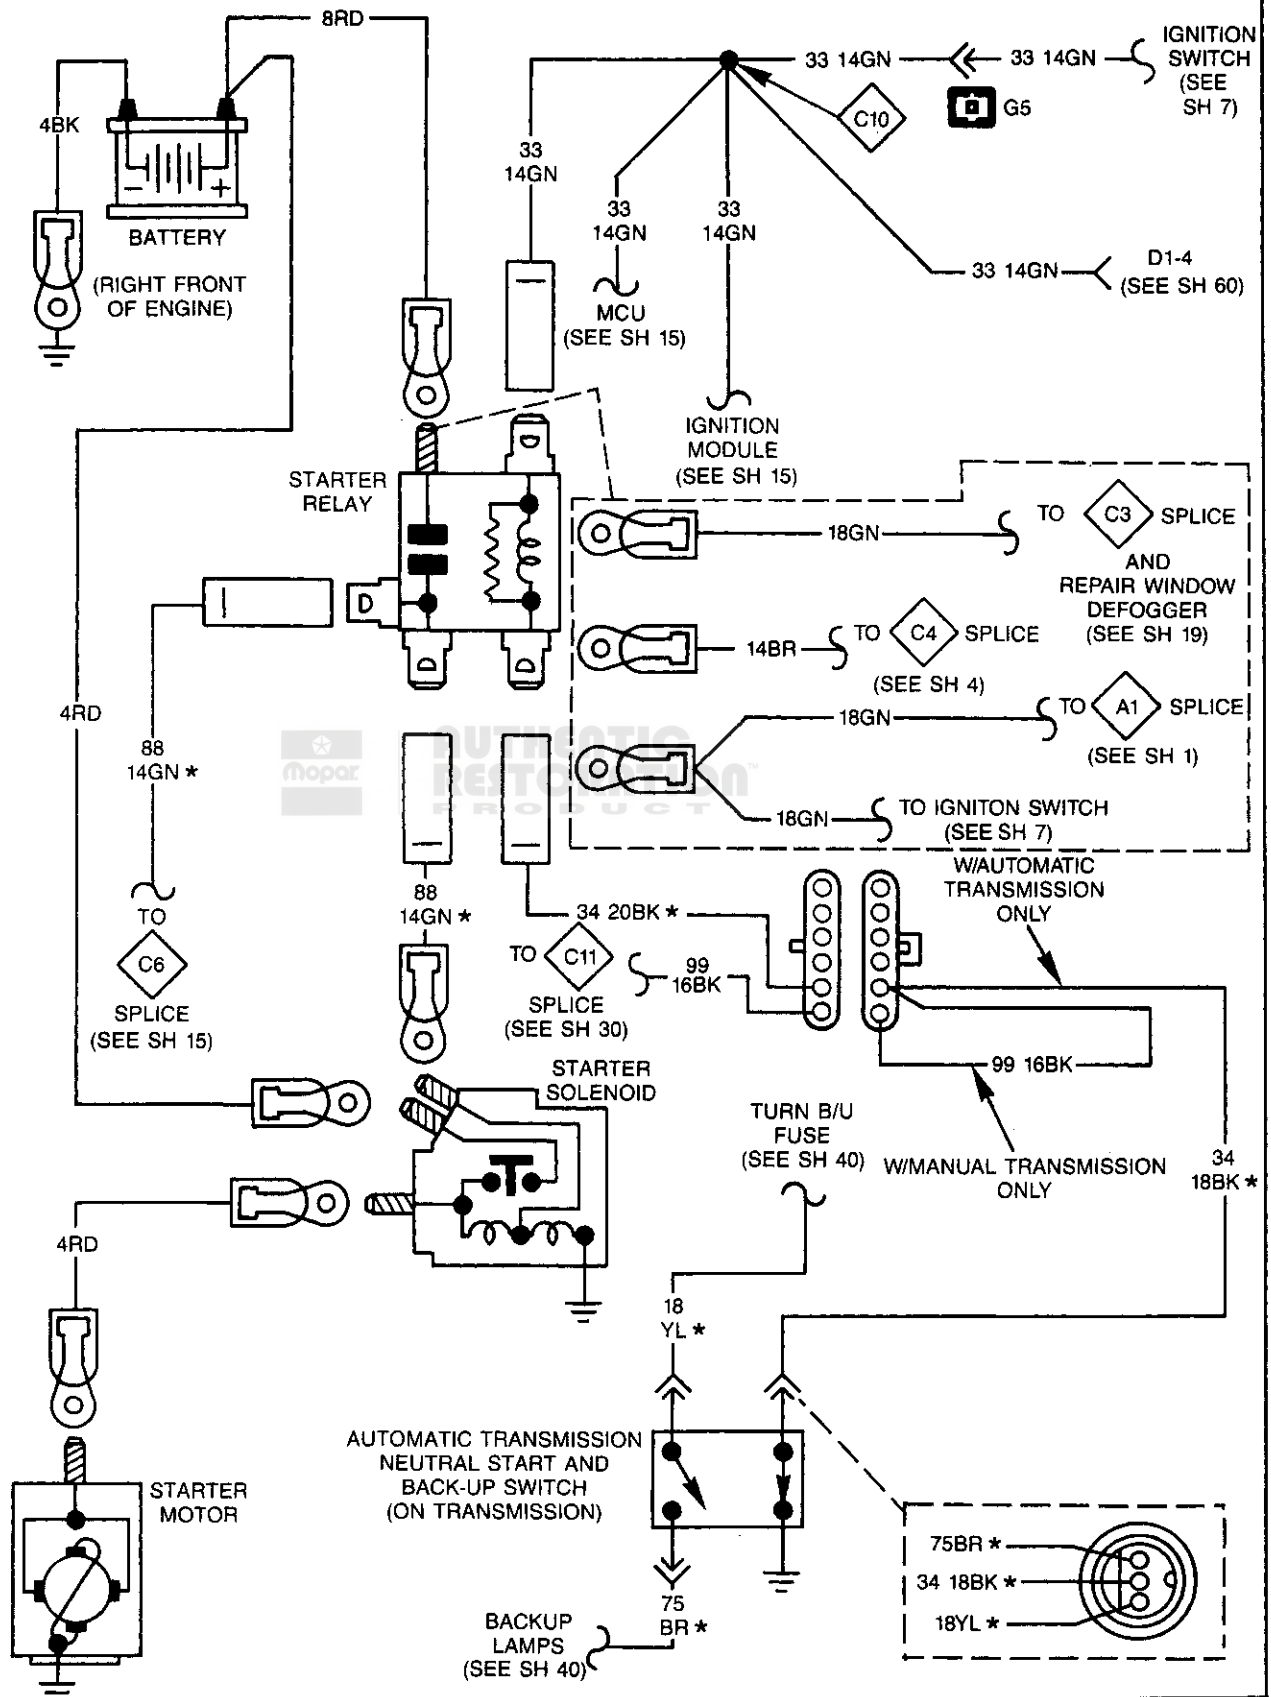 8RD
33 14GN
33 14GN
IGNITION
SWITCH
(SEE
SH 7)
C10
G5
4BK
33
14GN
- +
BATTERY
(RIGHT FRONT
OF ENGINE)
33
14GN
33
14GN
33 14GN
D1-4
(SEE SH 60)
MCU
(SEE SH 15)
IGNITION
MODULE
(SEE SH 15)
STARTER
RELAY
18GN
TO C3 SPLICE
AND
REPAIR WINDOW
DEFOGGER
(SEE SH 19)
14BR
TO C4 SPLICE
(SEE SH 4)
18GN
TO A1 SPLICE
(SEE SH 1)
18GN
TO IGNITON SWITCH
(SEE SH 7)
4RD
88
14GN *
Mopar
AUTHENTIC
RESTORATION™
PRODUCT
TO
C6
SPLICE
(SEE SH 15)
88
14GN *
34 20BK *
TO C11
SPLICE
(SEE SH 30)
99
16BK
W/AUTOMATIC
TRANSMISSION
ONLY
99 16BK
STARTER
SOLENOID
TURN B/U
FUSE
(SEE SH 40)
W/MANUAL TRANSMISSION
ONLY
34
18BK *
4RD
18
YL *
AUTOMATIC TRANSMISSION
NEUTRAL START AND
BACK-UP SWITCH
(ON TRANSMISSION)
STARTER
MOTOR
75BR *
34 18BK *
18YL *
75
BR *
BACKUP
LAMPS
(SEE SH 40)